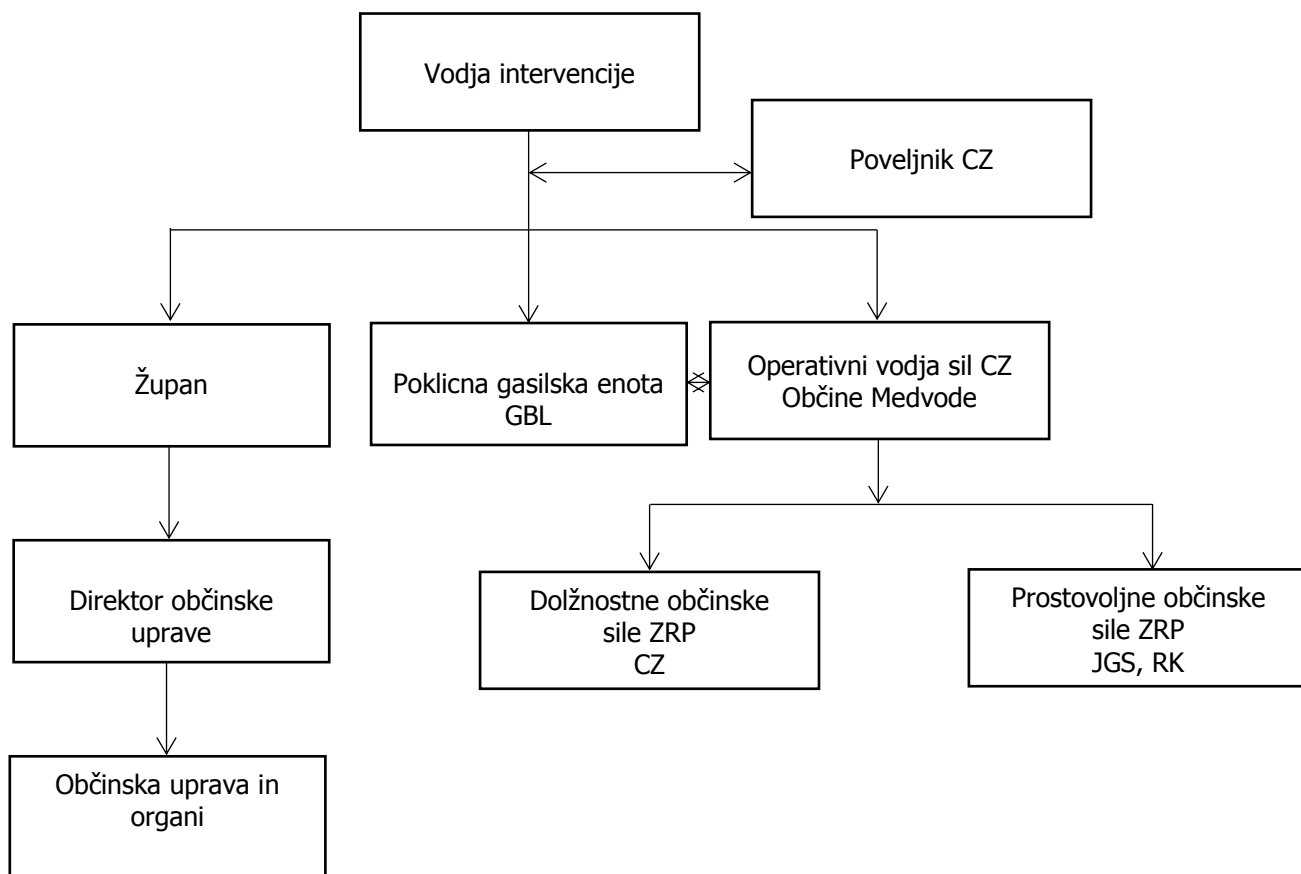 Vodja intervencije
Poveljnik CZ
Župan
Poklicna gasilska enota
GBL
Operativni vodja sil CZ
Občine Medvode
Direktor občinske
uprave
Dolžnostne občinske
sile ZRP
CZ
Prostovoljne občinske
sile ZRP
JGS, RK
Občinska uprava in
organi